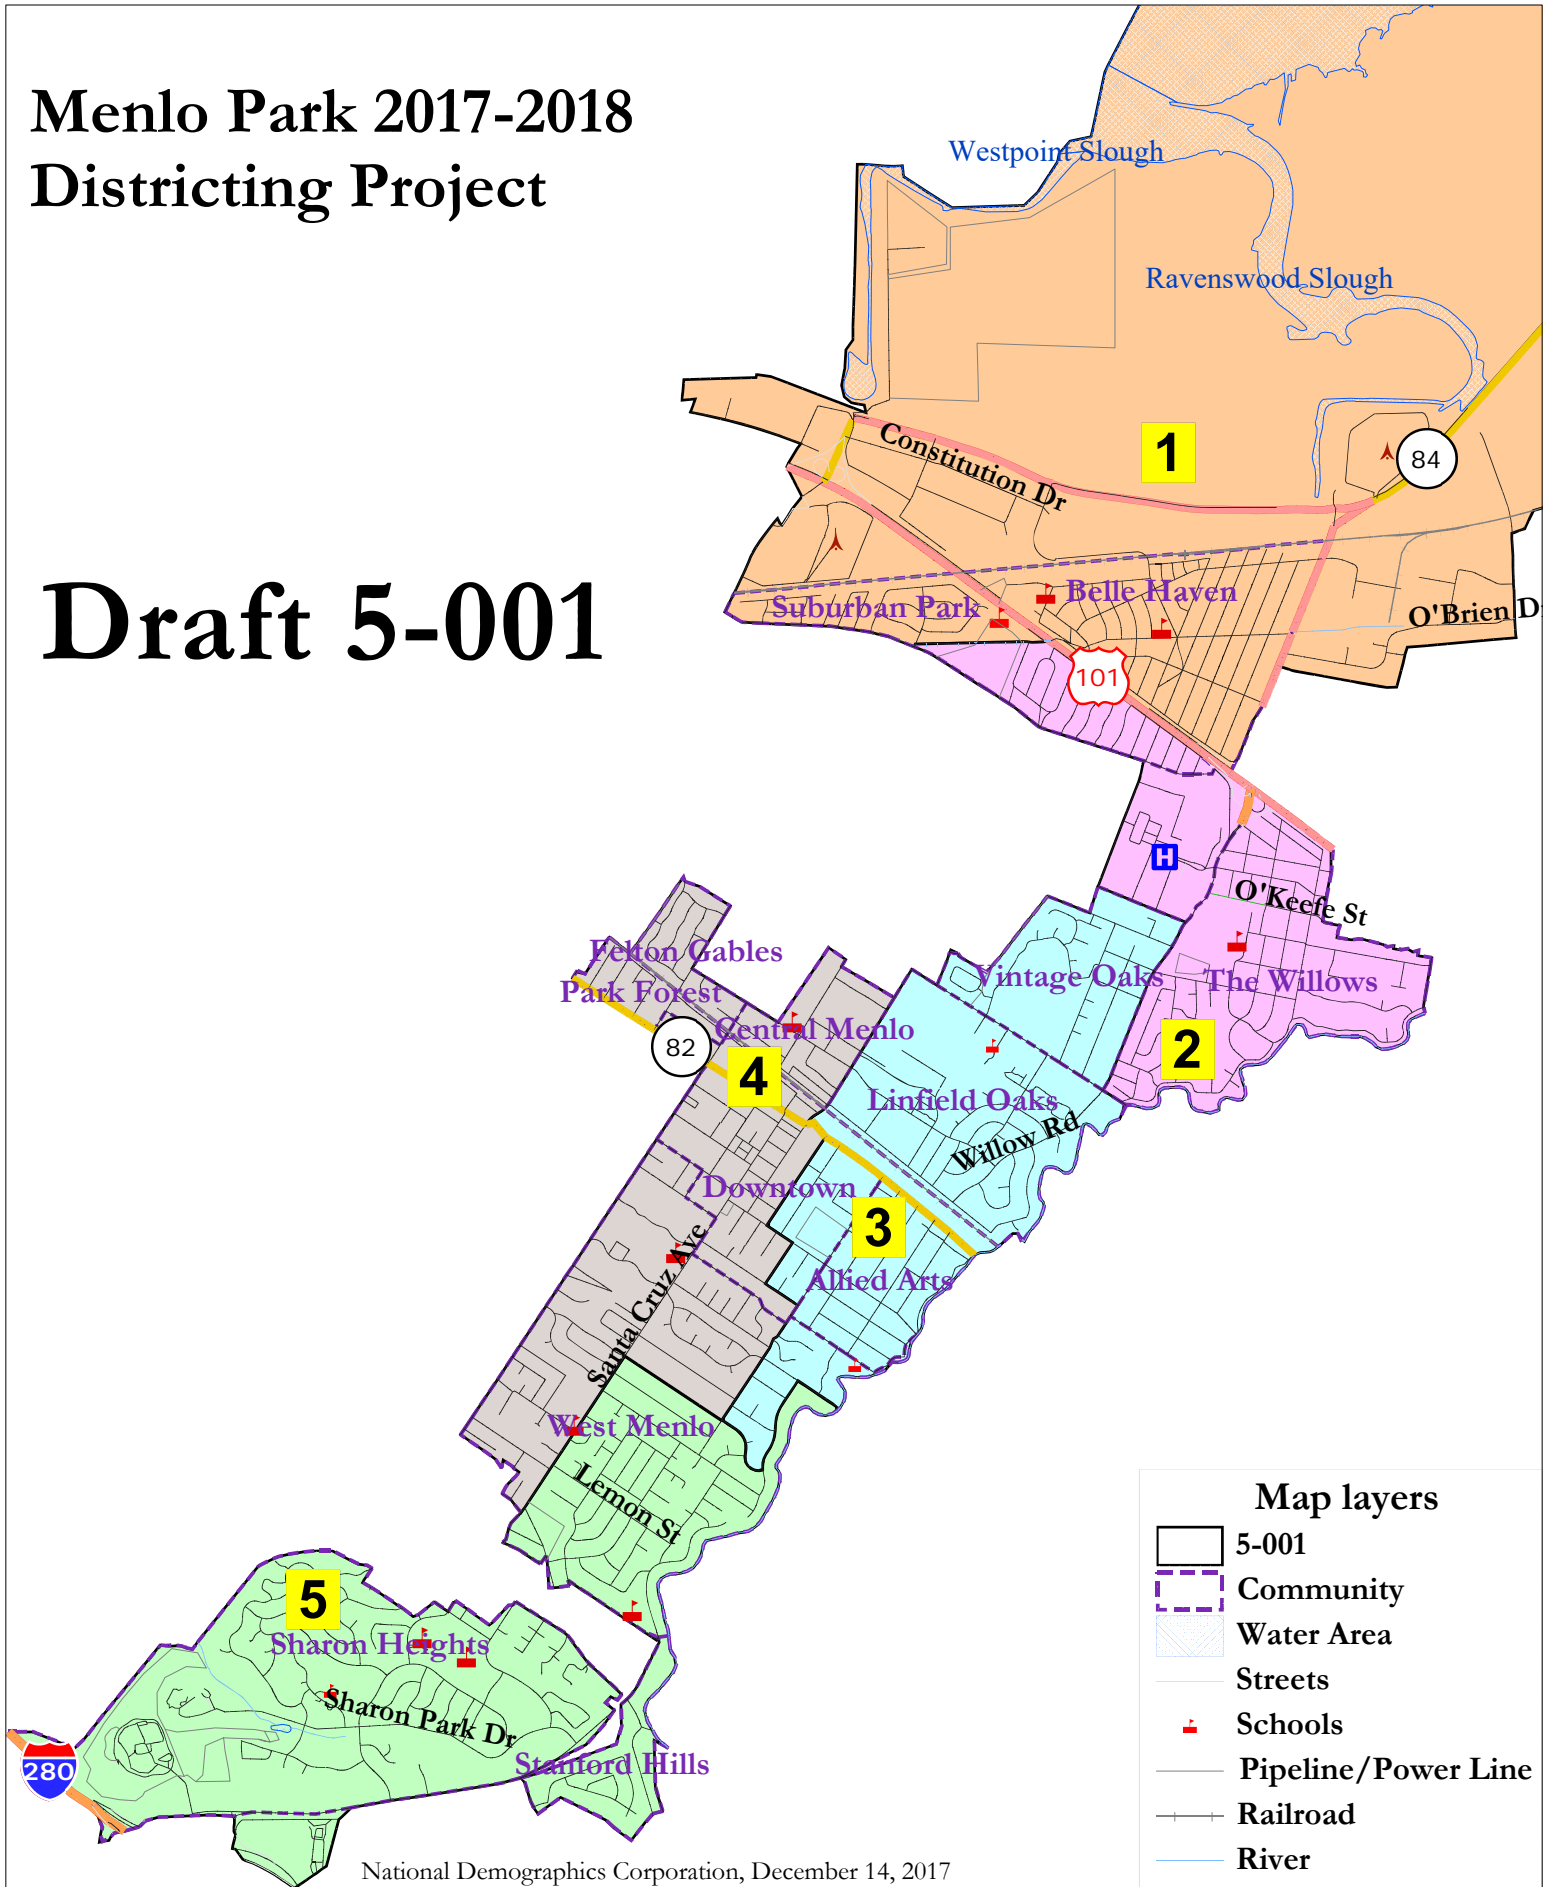 Menlo Park 2017-2018
Districting Project
Draft 5-001
Westpoint Slough
Ravenswood Slough
1
84
Constitution Dr
Suburban Park
Belle Haven
O'Brien D
101
H
O'Keefe St
Felton Gables
Park Forest
Vintage Oaks
The Willows
Central Menlo
82
4
2
Linfield Oaks
Willow Rd
Downtown
3
Allied Arts
Santa Cruz Ave
West Menlo
Lemon St
5
Sharon Heights
Sharon Park Dr
Stanford Hills
280
Map layers
5-001
Community
Water Area
Streets
Schools
Pipeline/Power Line
Railroad
River
National Demographics Corporation, December 14, 2017